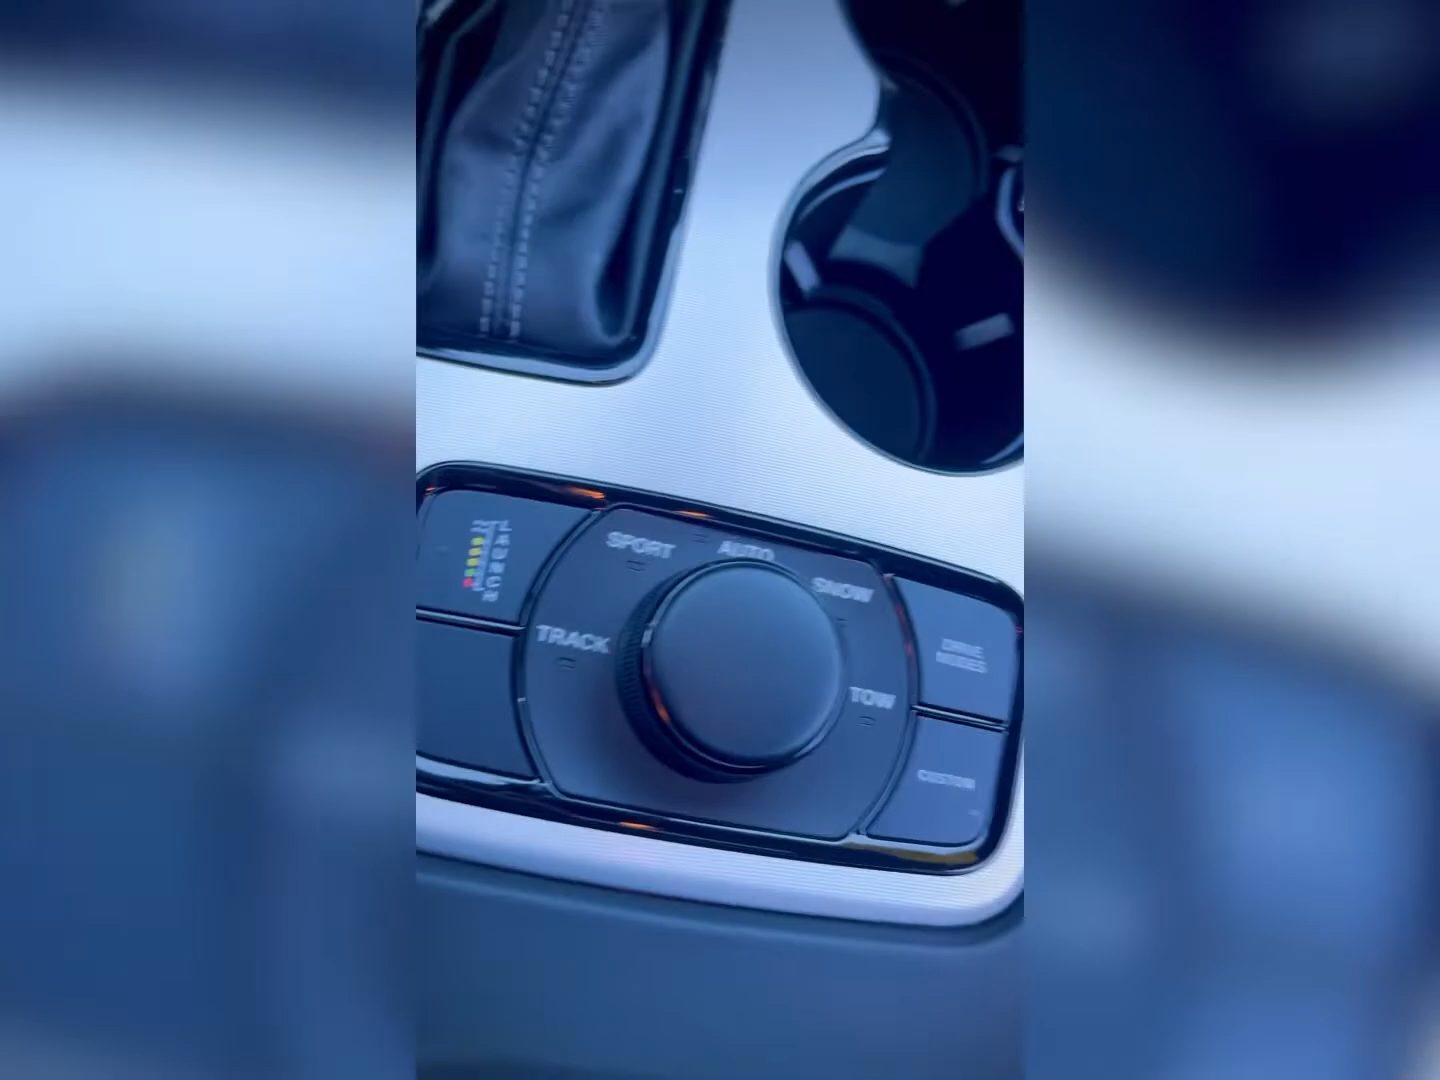 LAUNCH
SPORT
AUTO
SNOW
TRACK
TOW
DRIVE
MODES
CUSTOM